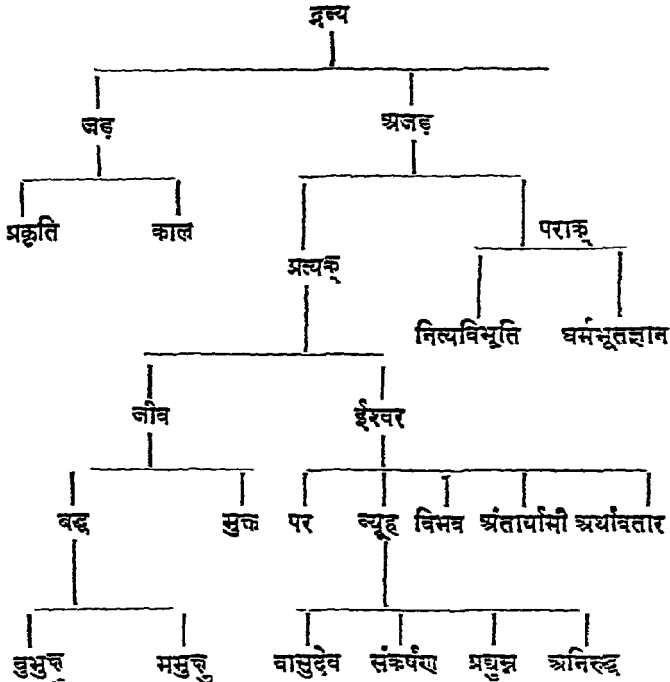 द्रव्य
जड़ अजड़
प्रकृति काल
पराक्
प्रत्यक्
नित्यविभूति धर्मभूतज्ञान
जीव ईश्वर
बद्ध मुक्त पर व्यूह विभव अंतार्यामी अर्थावतार
बुभुक्षु ममुक्षु वासुदेव संकर्षण प्रद्युम्न अनिरुद्ध